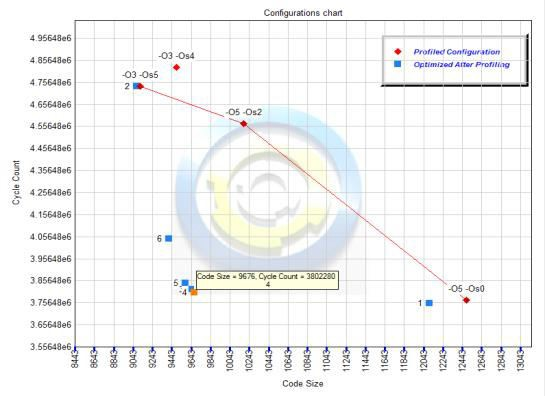 Configurations chart
4.95648e6
4.85648e6
4.75648e6
4.65648e6
4.55648e6
4.45648e6
4.35648e6
4.25648e6
4.15648e6
4.05648e6
3.95648e6
3.85648e6
3.75648e6
3.65648e6
3.55648e6
Cycle Count
Profiled Configuration
Optimized After Profiling
-O3 -Os4
-O3 -Os5
2
-O5 -Os2
6
Code Size = 9676, Cycle Count = 3802280
4
5
4
-O5 -Os0
1
8443
8643
8843
9043
9243
9443
9643
9843
10043
10243
10443
10643
10843
11043
11243
11443
11643
11843
12043
12243
12443
12643
12843
13043
Code Size